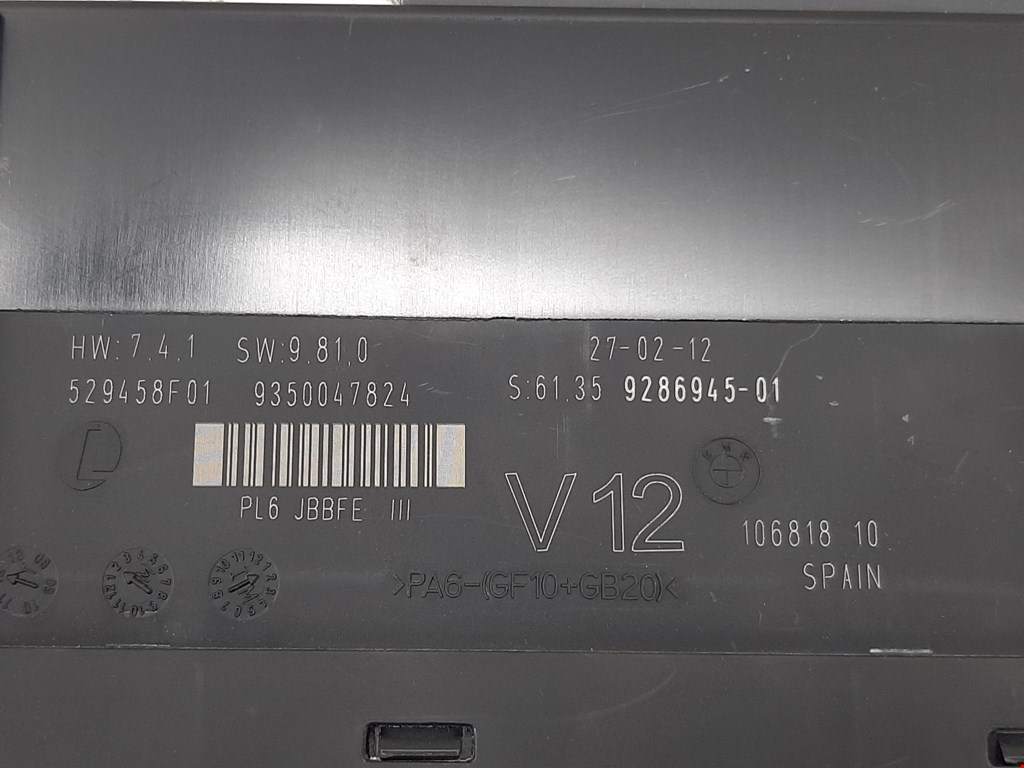 HW: 7.4.1 SW:9.81.0
529458F01 9350047824
PL6 JBBFE III
27-02-12
S:61.35 9286945-01
V12
BMW
106818 10
SPAIN
>PA6-(GF10+GB20)<